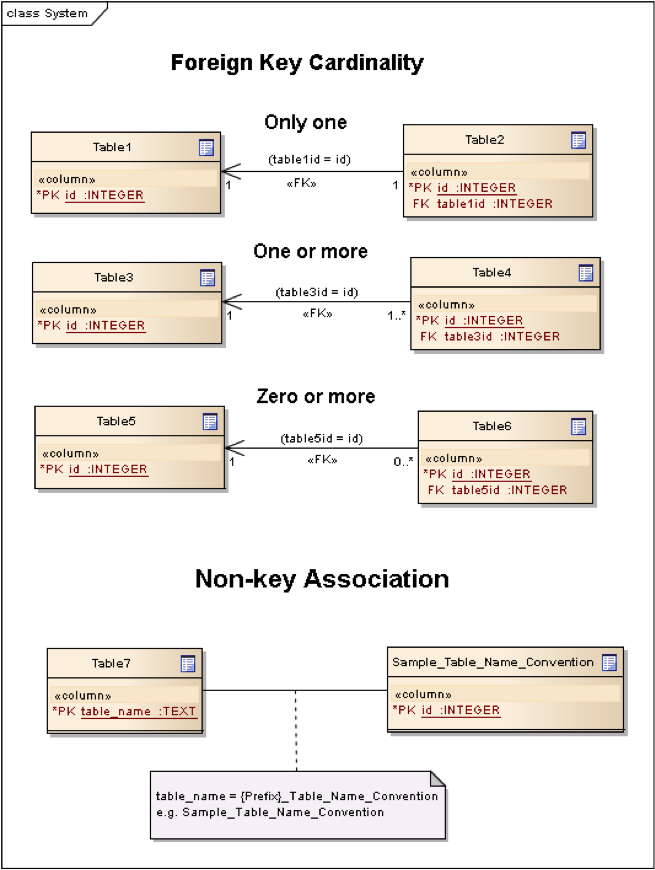 class System
Foreign Key Cardinality
Only one
Table1
«column»
*PK id :INTEGER
(table1id = id)
«FK»
1
1
Table2
«column»
*PK id :INTEGER
FK table1id :INTEGER
One or more
Table3
«column»
*PK id :INTEGER
(table3id = id)
«FK»
1
1..*
Table4
«column»
*PK id :INTEGER
FK table3id :INTEGER
Zero or more
Table5
«column»
*PK id :INTEGER
(table5id = id)
«FK»
1
0..*
Table6
«column»
*PK id :INTEGER
FK table5id :INTEGER
Non-key Association
Table7
«column»
*PK table_name :TEXT
Sample_Table_Name_Convention
«column»
*PK id :INTEGER
table_name = {Prefix}_Table_Name_Convention
e.g. Sample_Table_Name_Convention